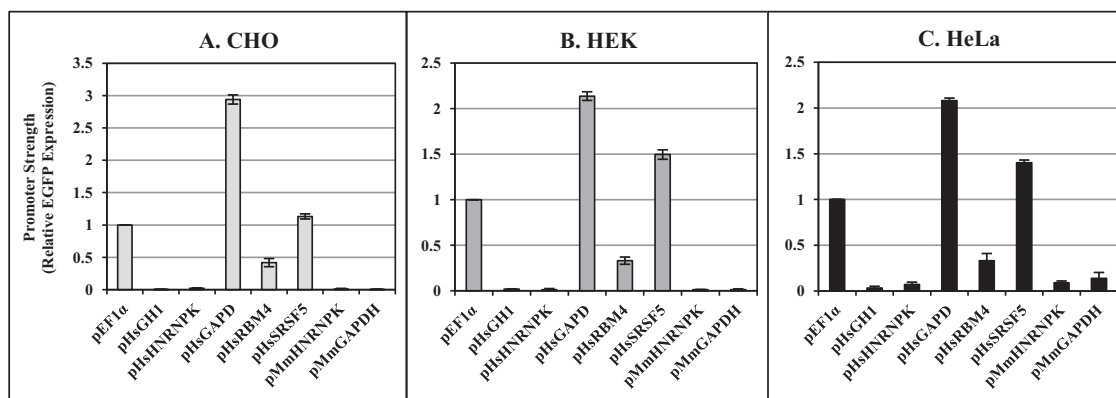 A. CHO
Promoter Strength
(Relative EGFP Expression)
3.5
3
2.5
2
1.5
1
0.5
0
pEF1α
pHsGH1
pHsHNRNPK
pHsGAPD
pHsRBM4
pHsSRSF5
pMmHNRNPK
pMmGAPDH
B. HEK
2.5
2
1.5
1
0.5
0
pEF1α
pHsGH1
pHsHNRNPK
pHsGAPD
pHsRBM4
pHsSRSF5
pMmHNRNPK
pMmGAPDH
C. HeLa
2.5
2
1.5
1
0.5
0
pEF1α
pHsGH1
pHsHNRNPK
pHsGAPD
pHsRBM4
pHsSRSF5
pMmHNRNPK
pMmGAPDH